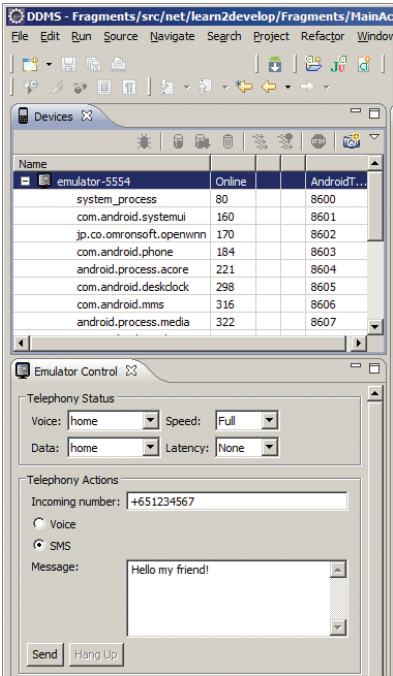 DDMS - Fragments/src/net/learn2develop/Fragments/MainAc
File Edit Run Source Navigate Search Project Refactor Window
Devices
Name
emulator-5554 Online AndroidT...
system_process 80 8600
com.android.systemui 160 8601
jp.co.omronsoft.openwnn 170 8602
com.android.phone 184 8603
android.process.acore 221 8604
com.android.deskclock 298 8605
com.android.mms 316 8606
android.process.media 322 8607
Emulator Control
Telephony Status
Voice: home Speed: Full
Data: home Latency: None
Telephony Actions
Incoming number: +651234567
Voice
SMS
Message: Hello my friend!
Send Hang Up